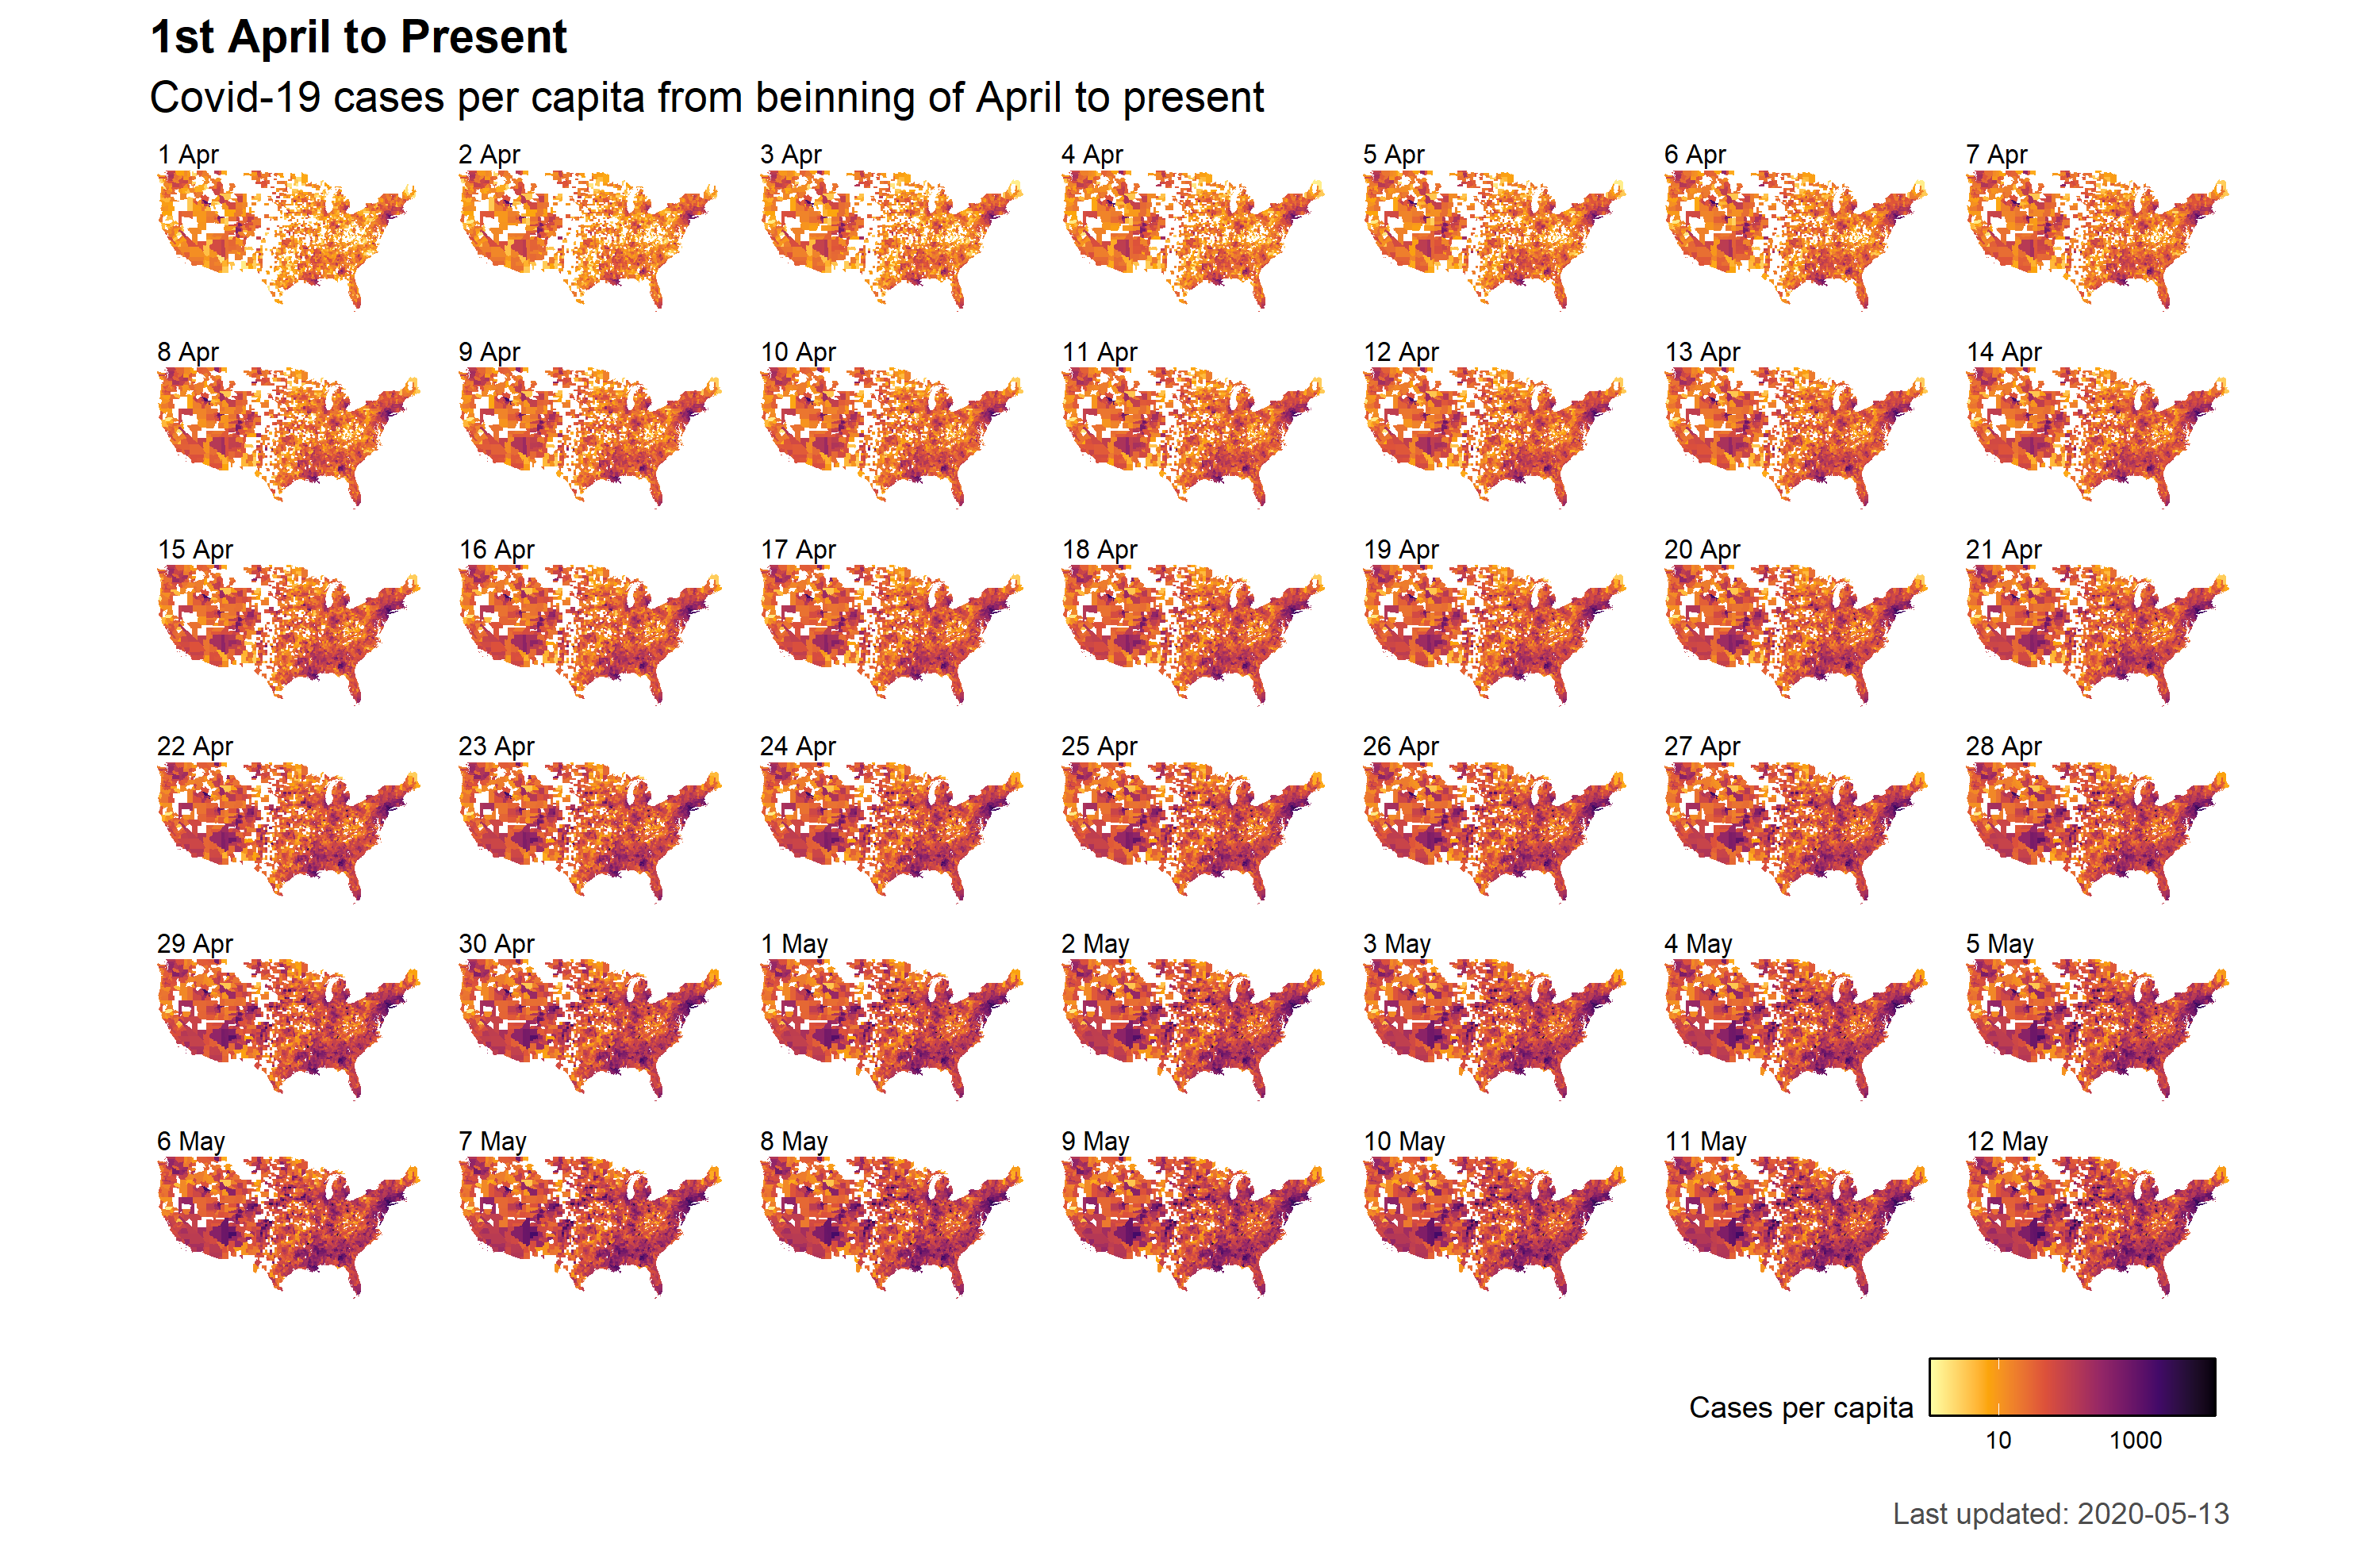 1st April to Present
Covid-19 cases per capita from beinning of April to present
1 Apr 2 Apr 3 Apr 4 Apr 5 Apr 6 Apr 7 Apr
8 Apr 9 Apr 10 Apr 11 Apr 12 Apr 13 Apr 14 Apr
15 Apr 16 Apr 17 Apr 18 Apr 19 Apr 20 Apr 21 Apr
22 Apr 23 Apr 24 Apr 25 Apr 26 Apr 27 Apr 28 Apr
29 Apr 30 Apr 1 May 2 May 3 May 4 May 5 May
6 May 7 May 8 May 9 May 10 May 11 May 12 May
Cases per capita
10 1000
Last updated: 2020-05-13